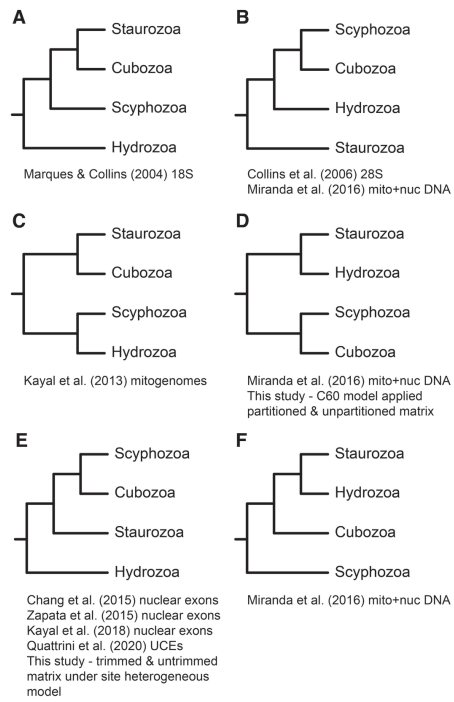 A
Staurozoa
Cubozoa
Scyphozoa
Hydrozoa
Marques & Collins (2004) 18S
B
Scyphozoa
Cubozoa
Hydrozoa
Staurozoa
Collins et al. (2006) 28S
Miranda et al. (2016) mito+nuc DNA
C
Staurozoa
Cubozoa
Scyphozoa
Hydrozoa
Kayal et al. (2013) mitogenomes
D
Staurozoa
Hydrozoa
Scyphozoa
Cubozoa
Miranda et al. (2016) mito+nuc DNA
This study - C60 model applied
partitioned & unpartitioned matrix
E
Scyphozoa
Cubozoa
Staurozoa
Hydrozoa
Chang et al. (2015) nuclear exons
Zapata et al. (2015) nuclear exons
Kayal et al. (2018) nuclear exons
Quattrini et al. (2020) UCEs
This study - trimmed & untrimmed
matrix under site heterogeneous
model
F
Staurozoa
Hydrozoa
Cubozoa
Scyphozoa
Miranda et al. (2016) mito+nuc DNA